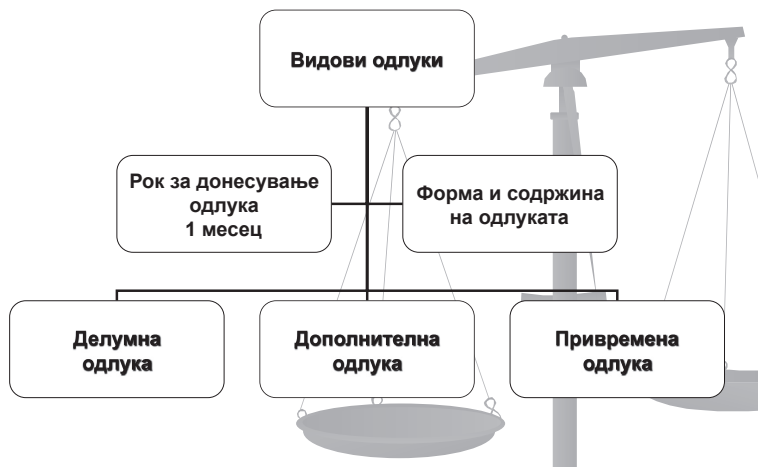 Видови одлуки
Рок за донесување
одлука
1 месец
Форма и содржина
на одлуката
Делумна
одлука
Дополнителна
одлука
Привремена
одлука